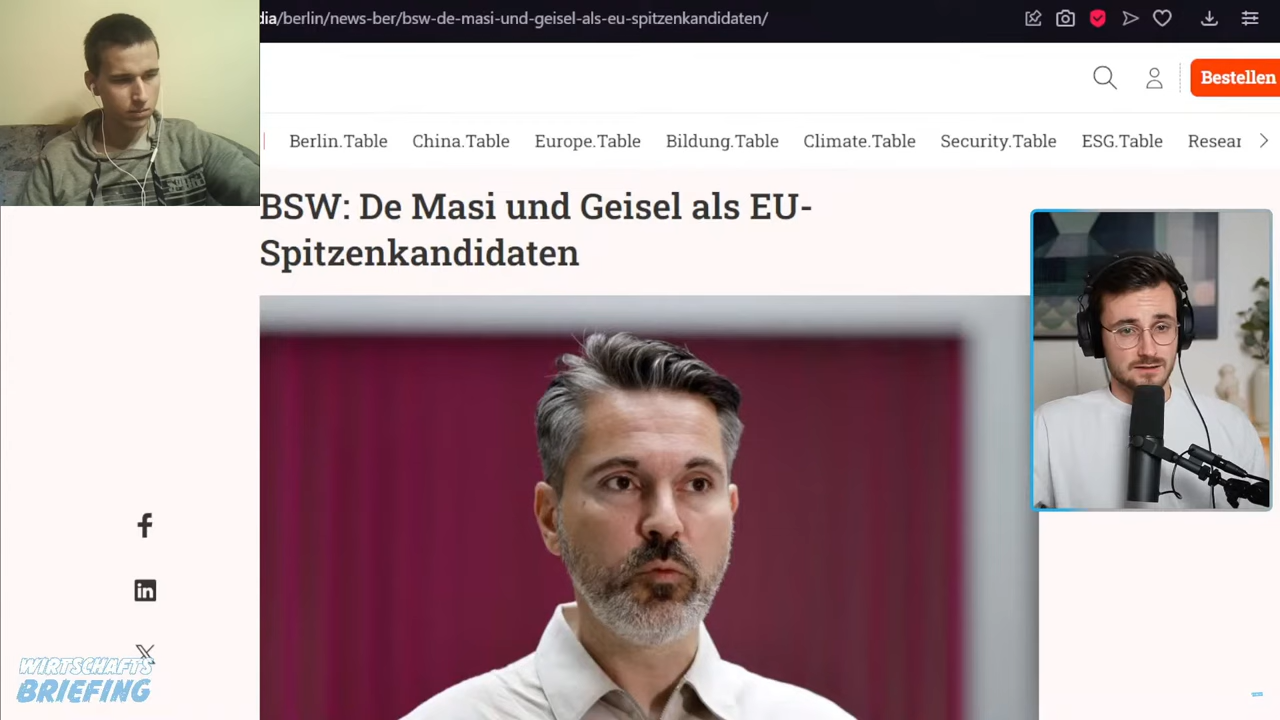 dia/berlin/news-ber/bsw-de-masi-und-geisel-als-eu-spitzenkandidaten/
Bestellen
Berlin.Table China.Table Europe.Table Bildung.Table Climate.Table Security.Table ESG.Table Resear
BSW: De Masi und Geisel als EU-
Spitzenkandidaten
WIRTSCHAFTS
BRIEFING